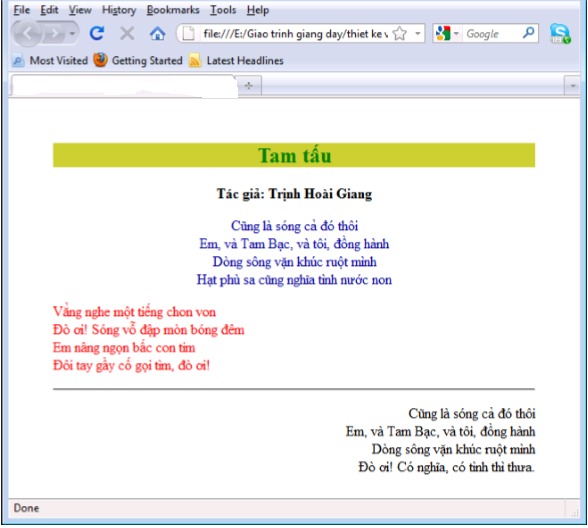 File Edit View History Bookmarks Tools Help
file:///E:/Giao trinh giang day/thiet ke v
Google
Most Visited Getting Started Latest Headlines
Tam tấu
Tác giả: Trịnh Hoài Giang
Cũng là sóng cả đó thôi
Em, và Tam Bạc, và tôi, đồng hành
Dòng sông vặn khúc ruột mình
Hạt phù sa cũng nghĩa tình nước non
Vẳng nghe một tiếng chon von
Đò ơi! Sóng vỗ đập mòn bóng đêm
Em nâng ngọn bấc con tim
Đôi tay gầy cố gọi tìm, đò ơi!
Cũng là sóng cả đó thôi
Em, và Tam Bạc, và tôi, đồng hành
Dòng sông vặn khúc ruột mình
Đò ơi! Có nghĩa, có tình thì thưa.
Done